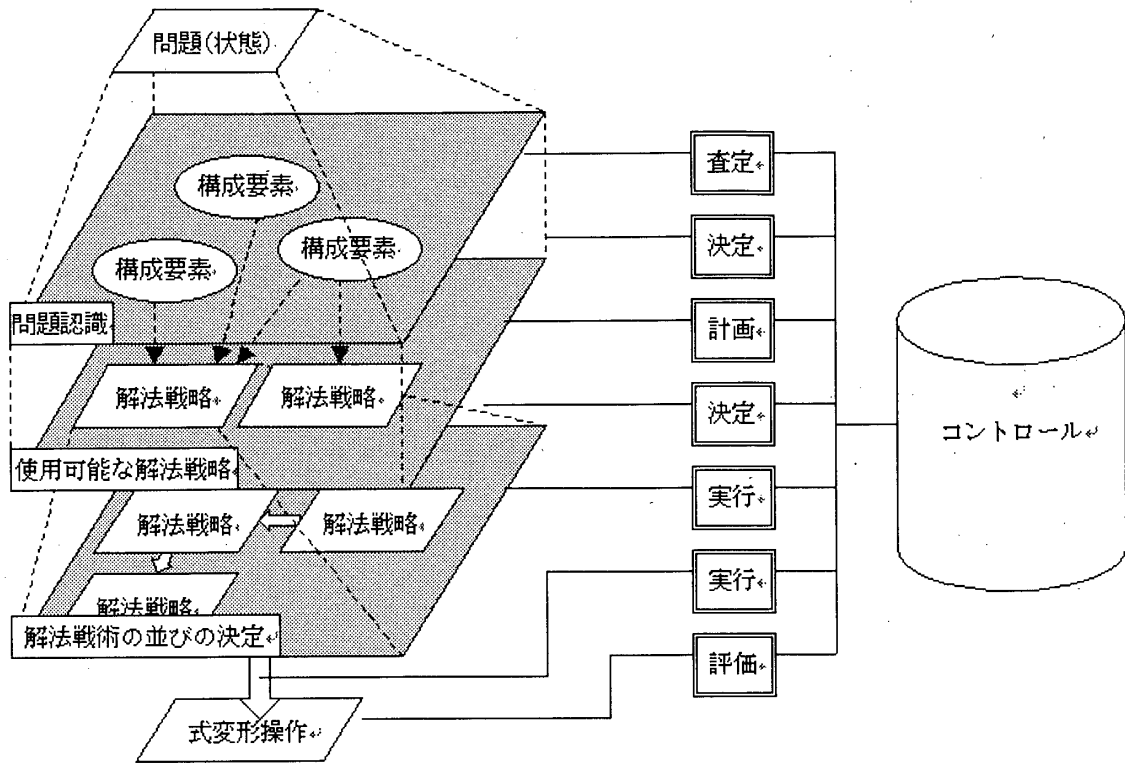 問題(状態)
構成要素
構成要素
構成要素
問題認識
解法戦略
解法戦略
使用可能な解法戦略
解法戦略
解法戦略
解法戦略
解法戦術の並びの決定
式変形操作
査定
決定
計画
決定
実行
実行
評価
コントロール